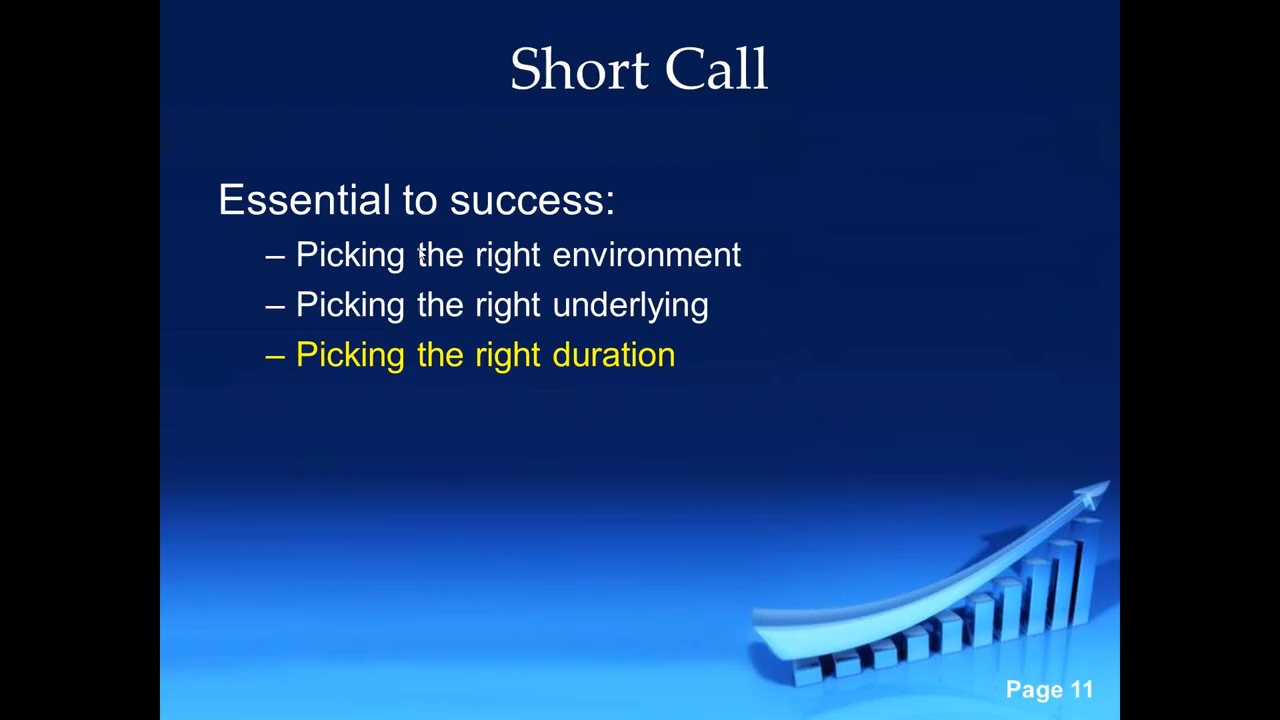 Short Call
Essential to success:
– Picking the right environment
– Picking the right underlying
– Picking the right duration
Page 11